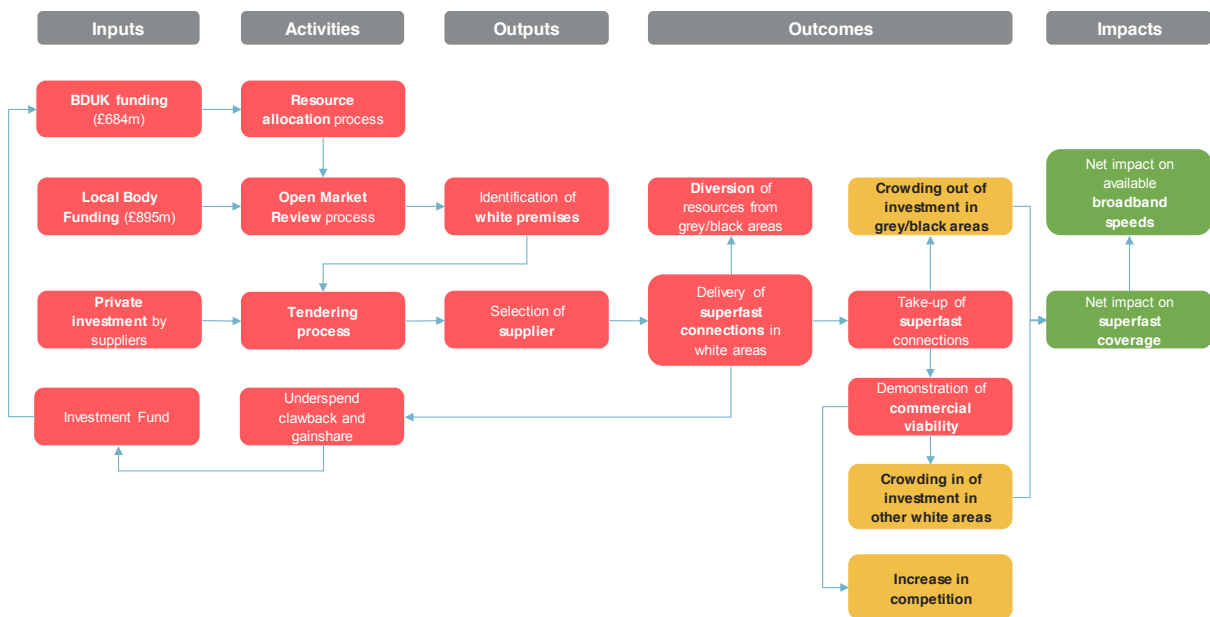 Inputs
Activities
Outputs
Outcomes
Impacts
BDUK funding
(£684m)
Resource
allocation process
Local Body
Funding (£895m)
Open Market
Review process
Identification of
white premises
Diversion of
resources from
grey/black areas
Crowding out of
investment in
grey/black areas
Net impact on
available
broadband
speeds
Private
investment by
suppliers
Tendering
process
Selection of
supplier
Delivery of
superfast
connections in
white areas
Take-up of
superfast
connections
Net impact on
superfast
coverage
Investment Fund
Underspend
clawback and
gainshare
Demonstration of
commercial
viability
Crowding in of
investment in
other white areas
Increase in
competition